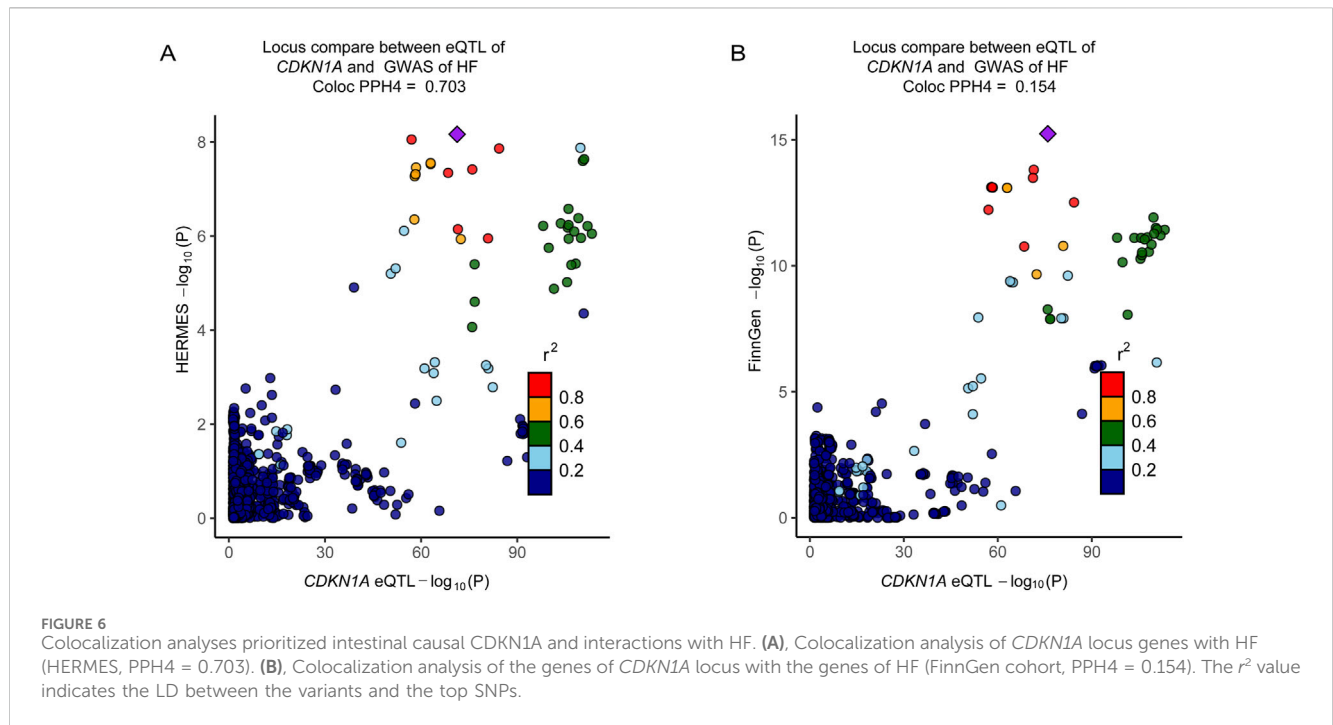 A
Locus compare between eQTL of
CDKN1A and GWAS of HF
Coloc PPH4 = 0.703
HERMES -log10(P)
8
6
4
2
0
0 30 60 90
CDKN1A eQTL -log10(P)
r2
0.8
0.6
0.4
0.2
B
Locus compare between eQTL of
CDKN1A and GWAS of HF
Coloc PPH4 = 0.154
FinnGen -log10(P)
15
10
5
0
0 30 60 90
CDKN1A eQTL -log10(P)
r2
0.8
0.6
0.4
0.2
FIGURE 6
Colocalization analyses prioritized intestinal causal CDKN1A and interactions with HF. (A), Colocalization analysis of CDKN1A locus genes with HF
(HERMES, PPH4 = 0.703). (B), Colocalization analysis of the genes of CDKN1A locus with the genes of HF (FinnGen cohort, PPH4 = 0.154). The r2 value
indicates the LD between the variants and the top SNPs.